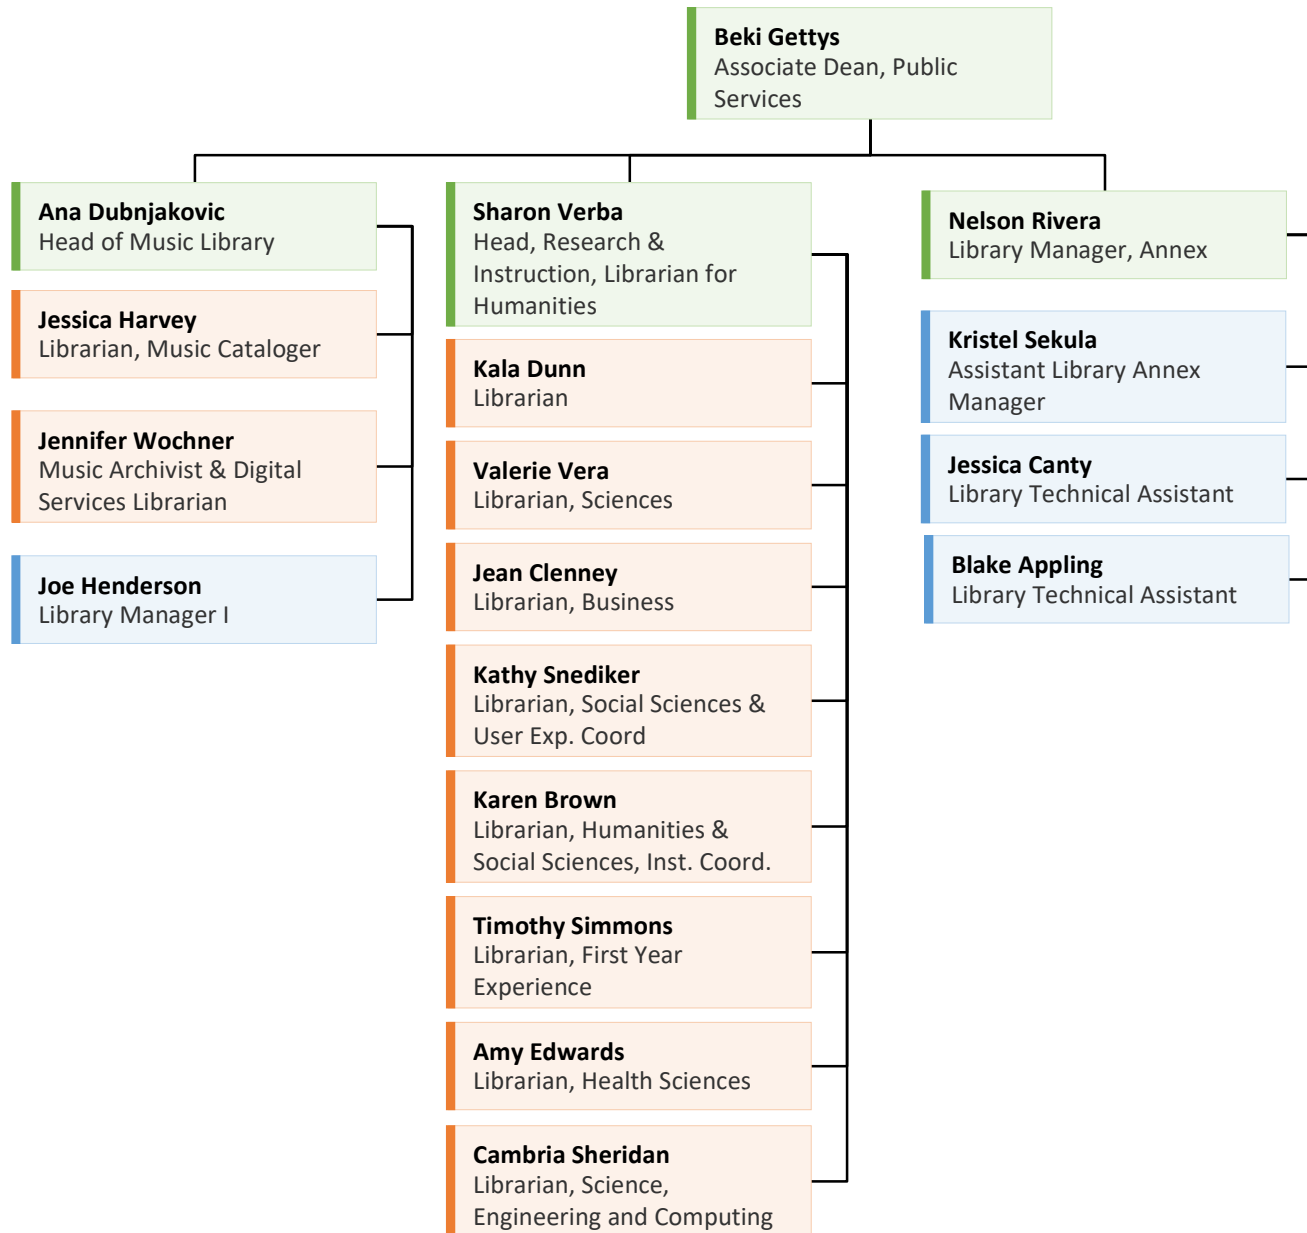 Beki Gettys
Associate Dean, Public
Services
Ana Dubnjakovic
Head of Music Library
Jessica Harvey
Librarian, Music Cataloger
Jennifer Wochner
Music Archivist & Digital
Services Librarian
Joe Henderson
Library Manager I
Sharon Verba
Head, Research &
Instruction, Librarian for
Humanities
Kala Dunn
Librarian
Valerie Vera
Librarian, Sciences
Jean Clenney
Librarian, Business
Kathy Snediker
Librarian, Social Sciences &
User Exp. Coord
Karen Brown
Librarian, Humanities &
Social Sciences, Inst. Coord.
Timothy Simmons
Librarian, First Year
Experience
Amy Edwards
Librarian, Health Sciences
Cambria Sheridan
Librarian, Science,
Engineering and Computing
Nelson Rivera
Library Manager, Annex
Kristel Sekula
Assistant Library Annex
Manager
Jessica Canty
Library Technical Assistant
Blake Appling
Library Technical Assistant